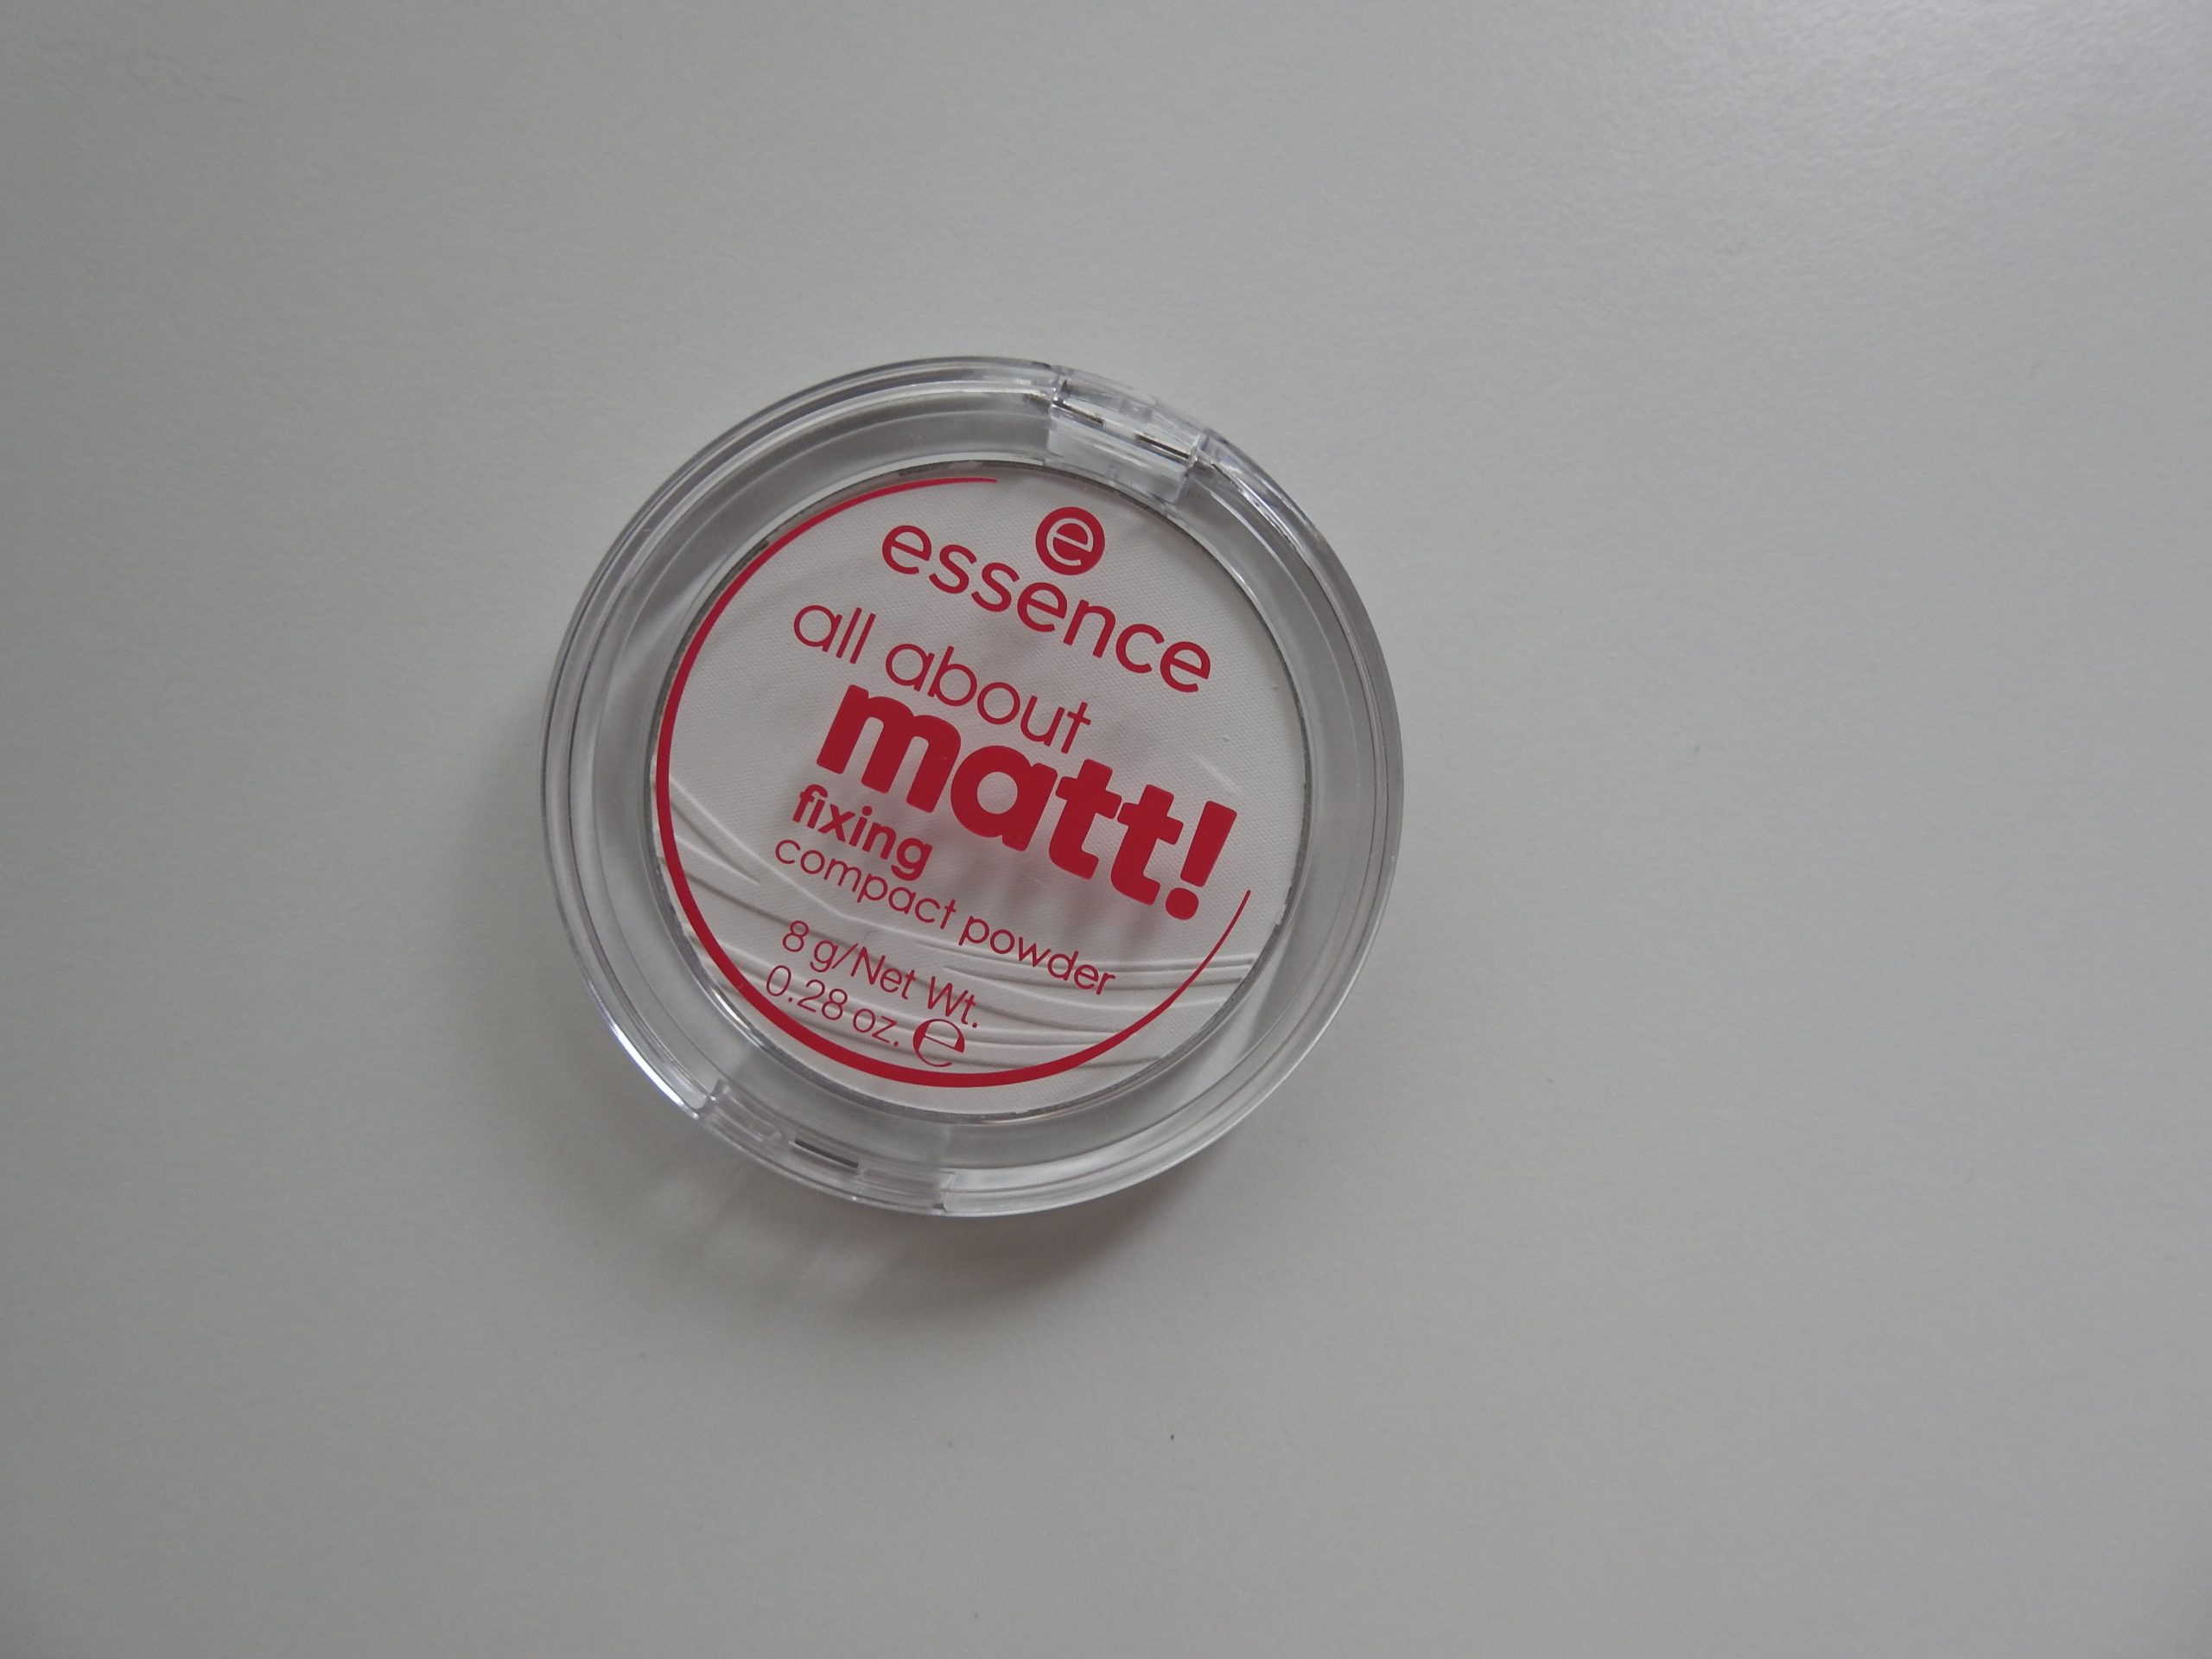 e
essence
all about
matt!
fixing
compact powder
8 g/Net Wt.
0.28 oz. ℮